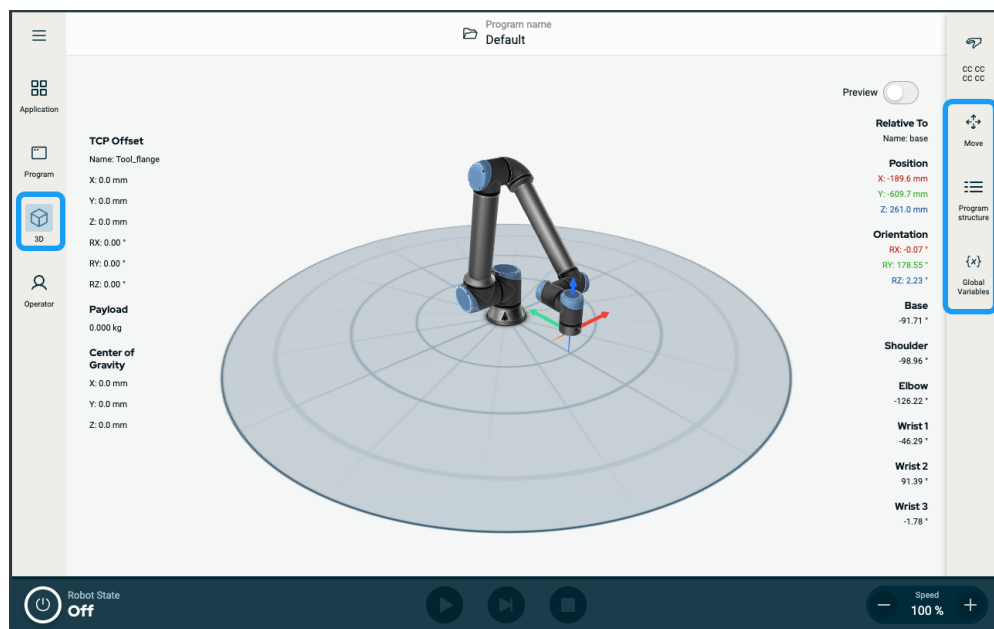 Program name
Default
Application
Program
3D
Operator
TCP Offset
Name: Tool_flange
X: 0.0 mm
Y: 0.0 mm
Z: 0.0 mm
RX: 0.00 °
RY: 0.00 °
RZ: 0.00 °
Payload
0.000 kg
Center of
Gravity
X: 0.0 mm
Y: 0.0 mm
Z: 0.0 mm
Preview
Relative To
Name: base
Position
X: -189.6 mm
Y: -609.7 mm
Z: 261.0 mm
Orientation
RX: -0.07 °
RY: 178.55 °
RZ: 2.23 °
Base
-91.71 °
Shoulder
-98.96 °
Elbow
-126.22 °
Wrist 1
-46.29 °
Wrist 2
91.39 °
Wrist 3
-1.78 °
CC CC
CC CC
Move
Program
structure
{x}
Global
Variables
Robot State
Off
Speed
100 %